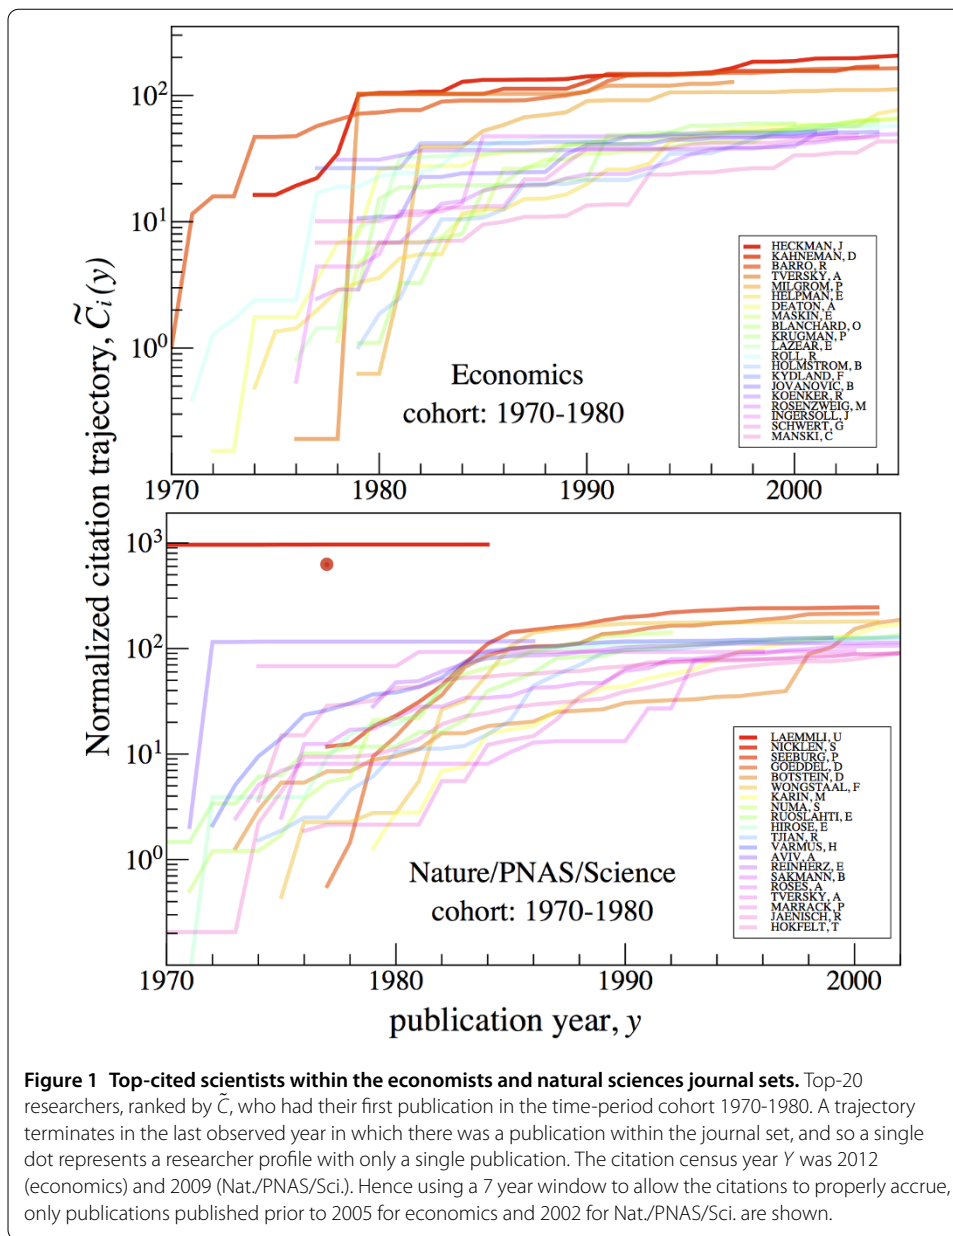 Normalized citation trajectory, C̃ᵢ(y)
10²
10¹
10⁰
Economics
cohort: 1970-1980
HECKMAN, J
KAHNEMAN, D
BARRO, R
TVERSKY, A
MILGROM, P
HELPMAN, E
DEATON, A
MASKIN, E
BLANCHARD, O
KRUGMAN, P
LAZEAR, E
ROLL, R
HOLMSTROM, B
KYDLAND, F
JOVANOVIC, B
KOENKER, R
ROSENZWEIG, M
INGERSOLL, J
SCHWERT, G
MANSKI, C
1970 1980 1990 2000
10³
10²
10¹
10⁰
Nature/PNAS/Science
cohort: 1970-1980
LAEMMLI, U
NICKLEN, S
SEEBURG, P
GOEDDEL, D
BOTSTEIN, D
WONGSTAAL, F
KARIN, M
NUMA, S
RUOSLAHTI, E
HIROSE, E
TJIAN, R
VARMUS, H
AVIV, A
REINHERZ, E
SAKMANN, B
ROSES, A
TVERSKY, A
MARRACK, P
JAENISCH, R
HOKFELT, T
1970 1980 1990 2000
publication year, y
Figure 1 Top-cited scientists within the economists and natural sciences journal sets. Top-20
researchers, ranked by C̃, who had their first publication in the time-period cohort 1970-1980. A trajectory
terminates in the last observed year in which there was a publication within the journal set, and so a single
dot represents a researcher profile with only a single publication. The citation census year Y was 2012
(economics) and 2009 (Nat./PNAS/Sci.). Hence using a 7 year window to allow the citations to properly accrue,
only publications published prior to 2005 for economics and 2002 for Nat./PNAS/Sci. are shown.